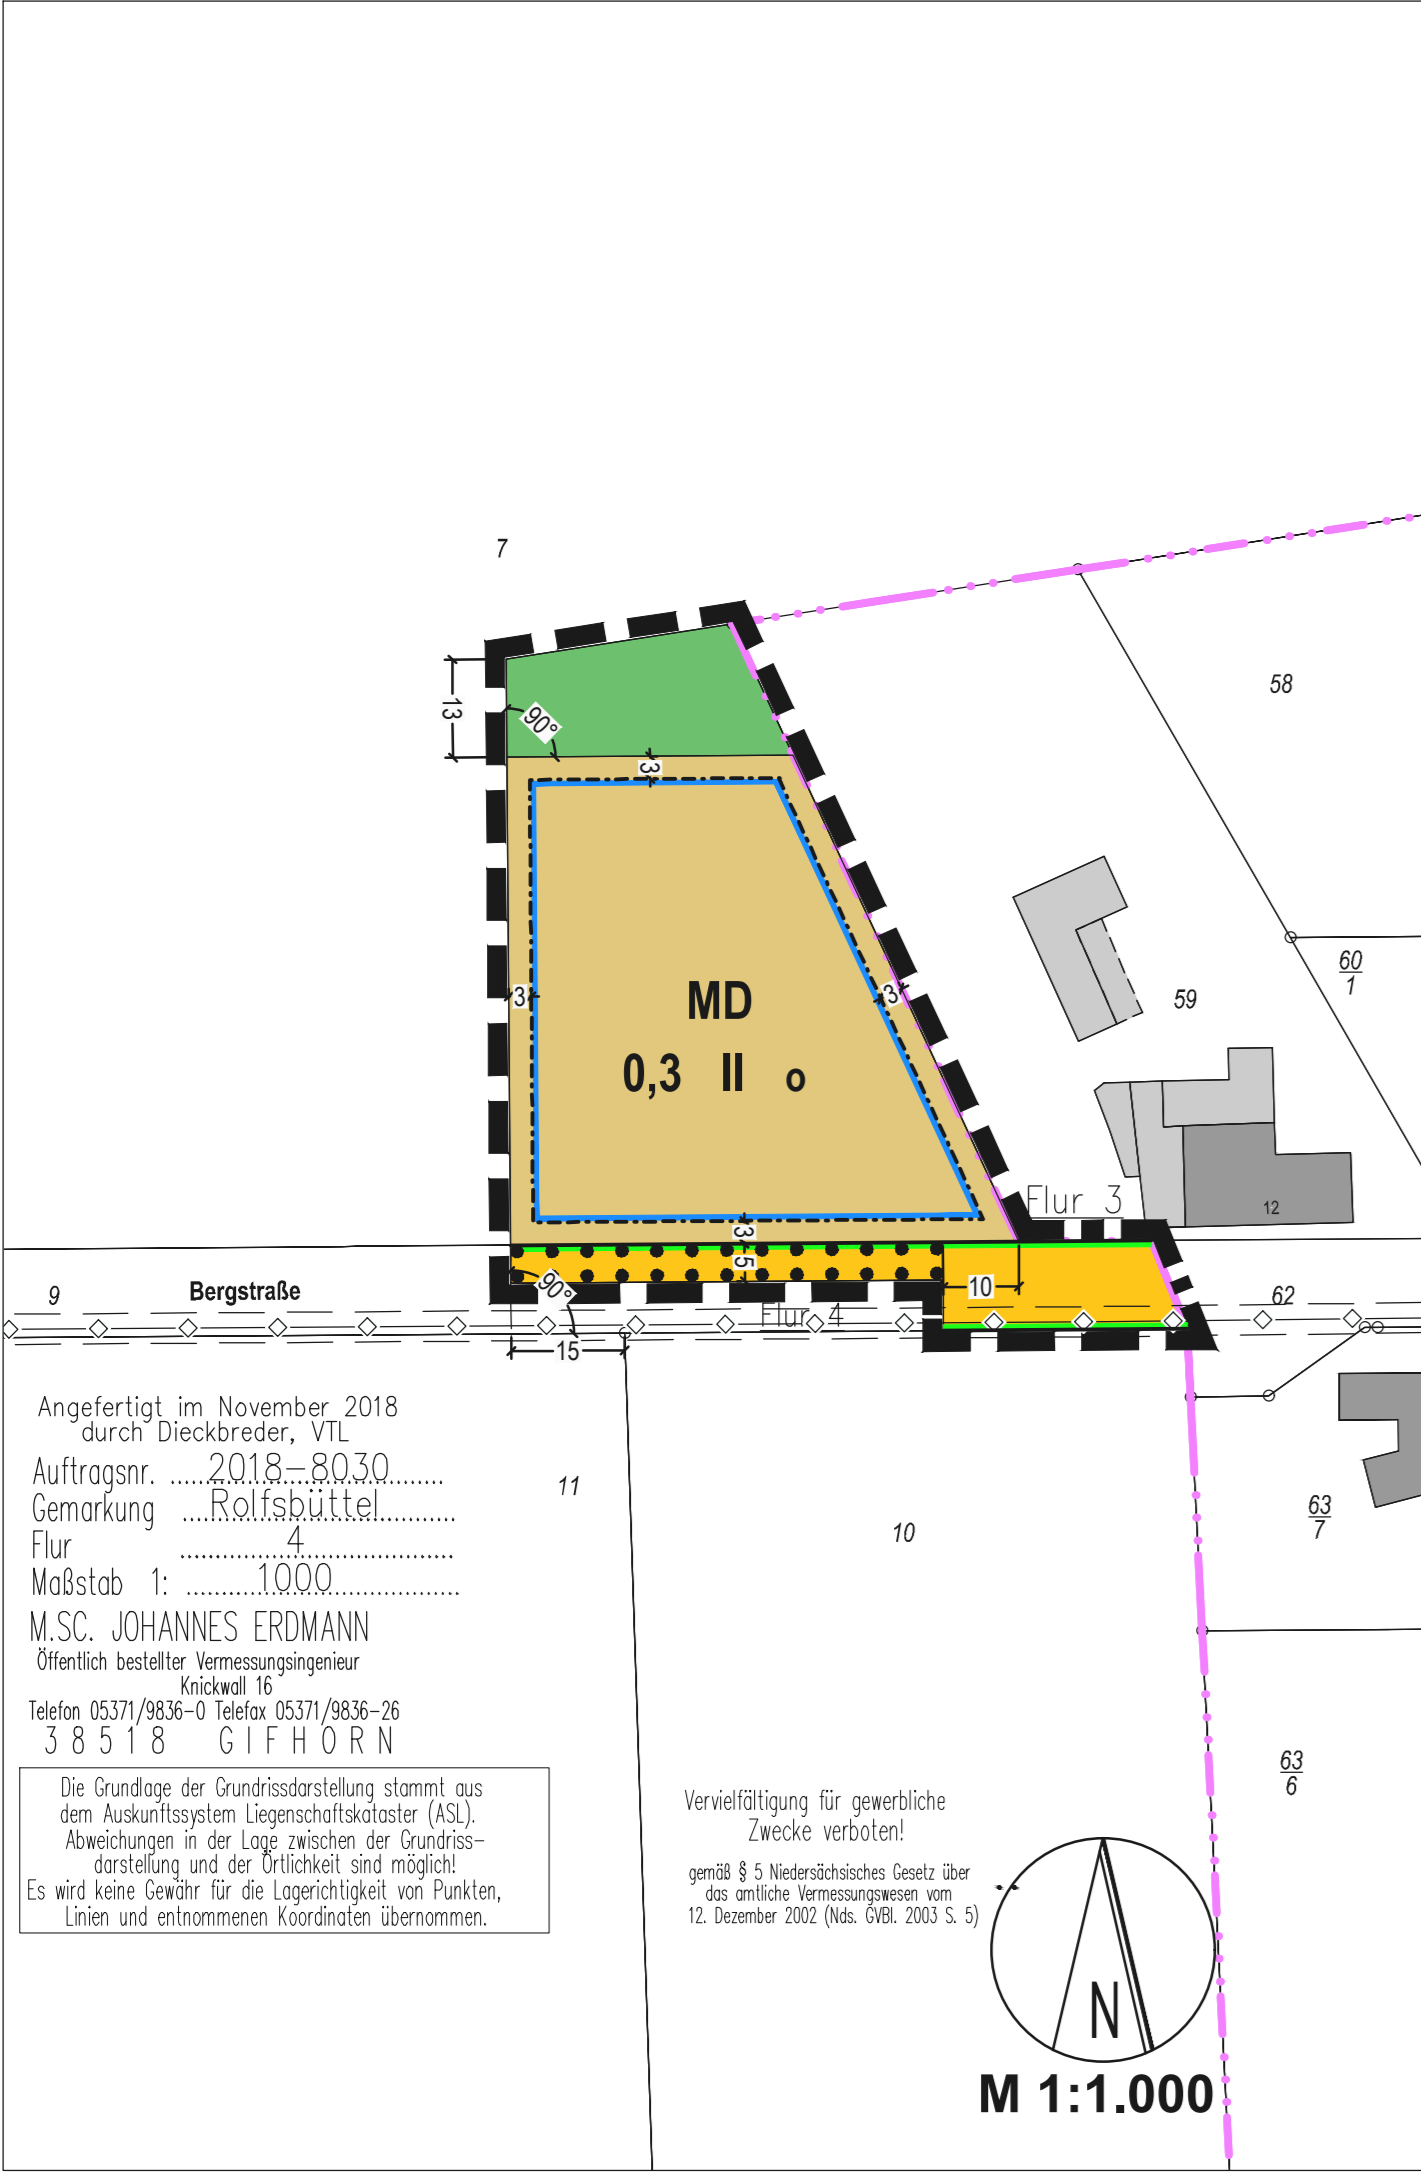 7
58
13
90°
3
60
1
59
3
3
MD
0,3 II o
Flur 3
12
3
5
90°
10
9
Bergstraße
62
Flur 4
15
Angefertigt im November 2018
durch Dieckbreder, VTL
Auftragsnr. 2018-8030
Gemarkung Rolfsbüttel
Flur 4
Maßstab 1: 1000
M.SC. JOHANNES ERDMANN
Öffentlich bestellter Vermessungsingenieur
Knickwall 16
Telefon 05371/9836-0 Telefax 05371/9836-26
38518 GIFHORN
11
10
63
7
63
6
Die Grundlage der Grundrissdarstellung stammt aus
dem Auskunftssystem Liegenschaftskataster (ASL).
Abweichungen in der Lage zwischen der Grundriss-
darstellung und der Örtlichkeit sind möglich!
Es wird keine Gewähr für die Lagerichtigkeit von Punkten,
Linien und entnommenen Koordinaten übernommen.
Vervielfältigung für gewerbliche
Zwecke verboten!
gemäß § 5 Niedersächsisches Gesetz über
das amtliche Vermessungswesen vom
12. Dezember 2002 (Nds. GVBl. 2003 S. 5)
N
M 1:1.000